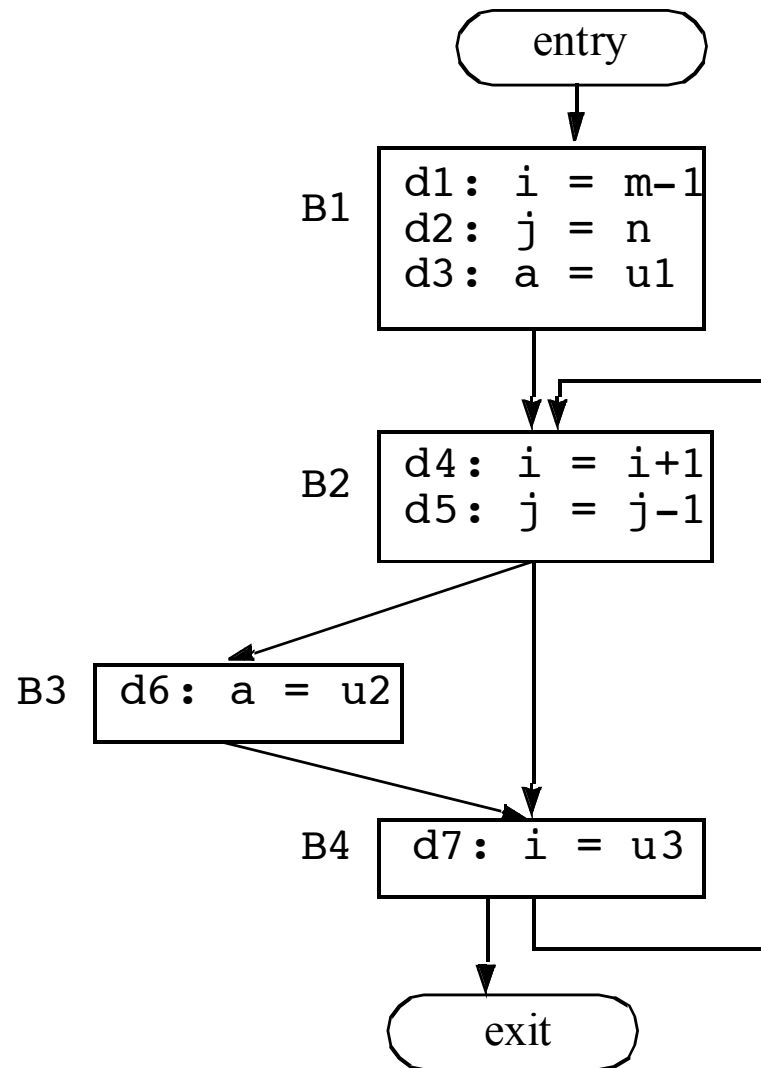 entry
B1
d1: i = m-1
d2: j = n
d3: a = u1
B2
d4: i = i+1
d5: j = j-1
B3
d6: a = u2
B4
d7: i = u3
exit